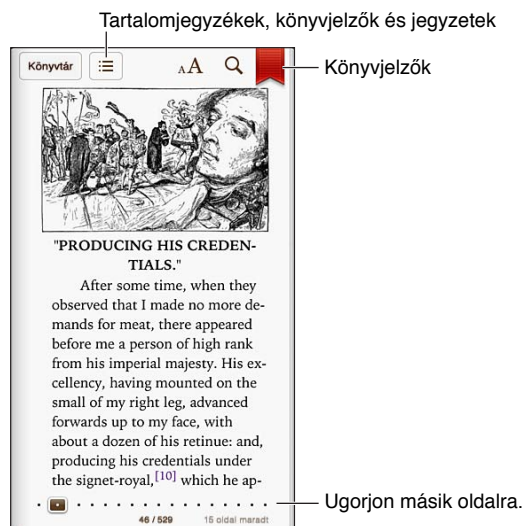 Tartalomjegyzékek, könyvjelzők és jegyzetek
Könyvtár
AA
Könyvjelzők
"PRODUCING HIS CREDEN-
TIALS."
After some time, when they
observed that I made no more de-
mands for meat, there appeared
before me a person of high rank
from his imperial majesty. His ex-
cellency, having mounted on the
small of my right leg, advanced
forwards up to my face, with
about a dozen of his retinue: and,
producing his credentials under
the signet-royal,[10] which he ap-
Ugorjon másik oldalra.
46 / 529 15 oldal maradt